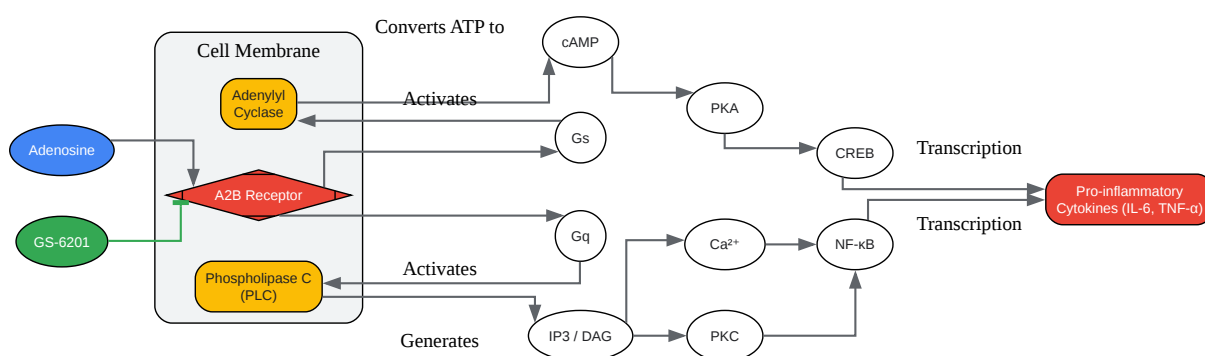 Converts ATP to
cAMP
Cell Membrane
Adenylyl
Cyclase
Activates
PKA
Gs
Adenosine
CREB
Transcription
A2B Receptor
Pro-inflammatory
Cytokines (IL-6, TNF-α)
GS-6201
Gq
Ca²⁺
NF-κB
Transcription
Phospholipase C
(PLC)
Activates
Generates
IP3 / DAG
PKC